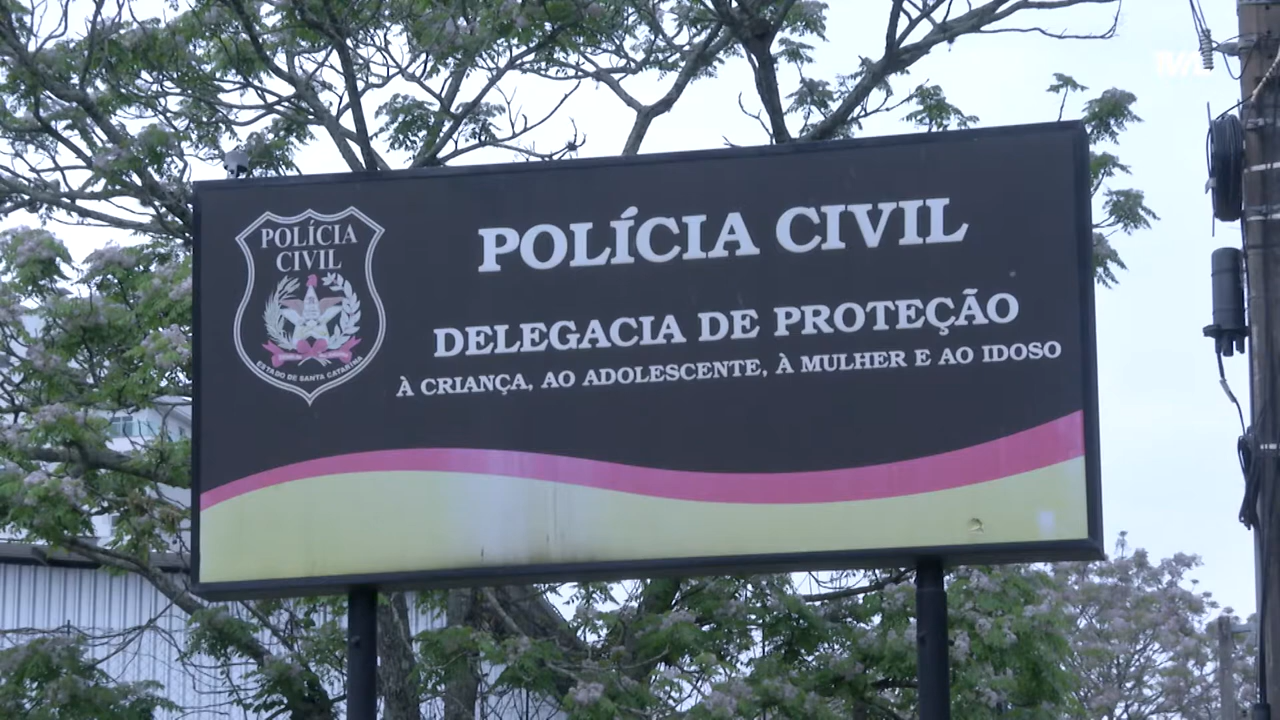 POLÍCIA
CIVIL
ESTADO DE SANTA CATARINA
POLÍCIA CIVIL
DELEGACIA DE PROTEÇÃO
À CRIANÇA, AO ADOLESCENTE, À MULHER E AO IDOSO